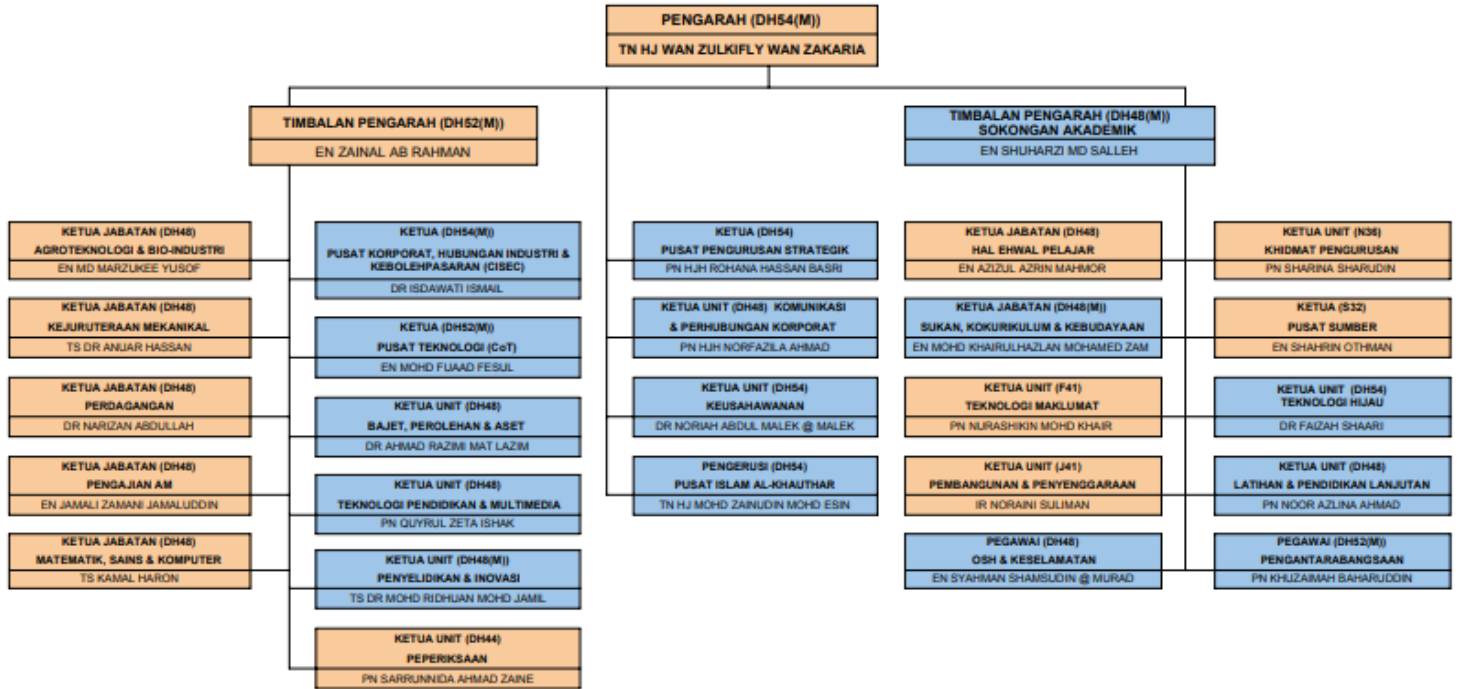 PENGARAH (DH54(M))
TN HJ WAN ZULKIFLY WAN ZAKARIA
TIMBALAN PENGARAH (DH52(M))
EN ZAINAL AB RAHMAN
TIMBALAN PENGARAH (DH48(M))
SOKONGAN AKADEMIK
EN SHUHARZI MD SALLEH
KETUA JABATAN (DH48)
AGROTEKNOLOGI & BIO-INDUSTRI
EN MD MARZUKEE YUSOF
KETUA JABATAN (DH48)
KEJURUTERAAN MEKANIKAL
TS DR ANUAR HASSAN
KETUA JABATAN (DH48)
PERDAGANGAN
DR NARIZAN ABDULLAH
KETUA JABATAN (DH48)
PENGAJIAN AM
EN JAMALI ZAMANI JAMALUDDIN
KETUA JABATAN (DH48)
MATEMATIK, SAINS & KOMPUTER
TS KAMAL HARON
KETUA (DH54(M))
PUSAT KORPORAT, HUBUNGAN INDUSTRI &
KEBOLEHPASARAN (CISEC)
DR ISDAWATI ISMAIL
KETUA (DH52(M))
PUSAT TEKNOLOGI (CoT)
EN MOHD FUAAD FESUL
KETUA UNIT (DH48)
BAJET, PEROLEHAN & ASET
DR AHMAD RAZIMI MAT LAZIM
KETUA UNIT (DH48)
TEKNOLOGI PENDIDIKAN & MULTIMEDIA
PN QUYRUL ZETA ISHAK
KETUA UNIT (DH48(M))
PENYELIDIKAN & INOVASI
TS DR MOHD RIDHUAN MOHD JAMIL
KETUA UNIT (DH44)
PEPERIKSAAN
PN SARRUNNIDA AHMAD ZAINE
KETUA (DH54)
PUSAT PENGURUSAN STRATEGIK
PN HJH ROHANA HASSAN BASRI
KETUA UNIT (DH48) KOMUNIKASI
& PERHUBUNGAN KORPORAT
PN HJH NORFAZILA AHMAD
KETUA UNIT (DH54)
KEUSAHAWANAN
DR NORIAH ABDUL MALEK @ MALEK
PENGERUSI (DH54)
PUSAT ISLAM AL-KHAUTHAR
TN HJ MOHD ZAINUDIN MOHD ESIN
KETUA JABATAN (DH48)
HAL EHWAL PELAJAR
EN AZIZUL AZRIN MAHMOR
KETUA JABATAN (DH48(M))
SUKAN, KOKURIKULUM & KEBUDAYAAN
EN MOHD KHAIRULHAZLAN MOHAMED ZAM
KETUA UNIT (F41)
TEKNOLOGI MAKLUMAT
PN NURASHIKIN MOHD KHAIR
KETUA UNIT (J41)
PEMBANGUNAN & PENYENGGARAAN
IR NORAINI SULIMAN
PEGAWAI (DH48)
OSH & KESELAMATAN
EN SYAHMAN SHAMSUDIN @ MURAD
KETUA UNIT (N36)
KHIDMAT PENGURUSAN
PN SHARINA SHARUDIN
KETUA (S32)
PUSAT SUMBER
EN SHAHRIN OTHMAN
KETUA UNIT (DH54)
TEKNOLOGI HIJAU
DR FAIZAH SHAARI
KETUA UNIT (DH48)
LATIHAN & PENDIDIKAN LANJUTAN
PN NOOR AZLINA AHMAD
PEGAWAI (DH52(M))
PENGANTARABANGSAAN
PN KHUZAIMAH BAHARUDDIN